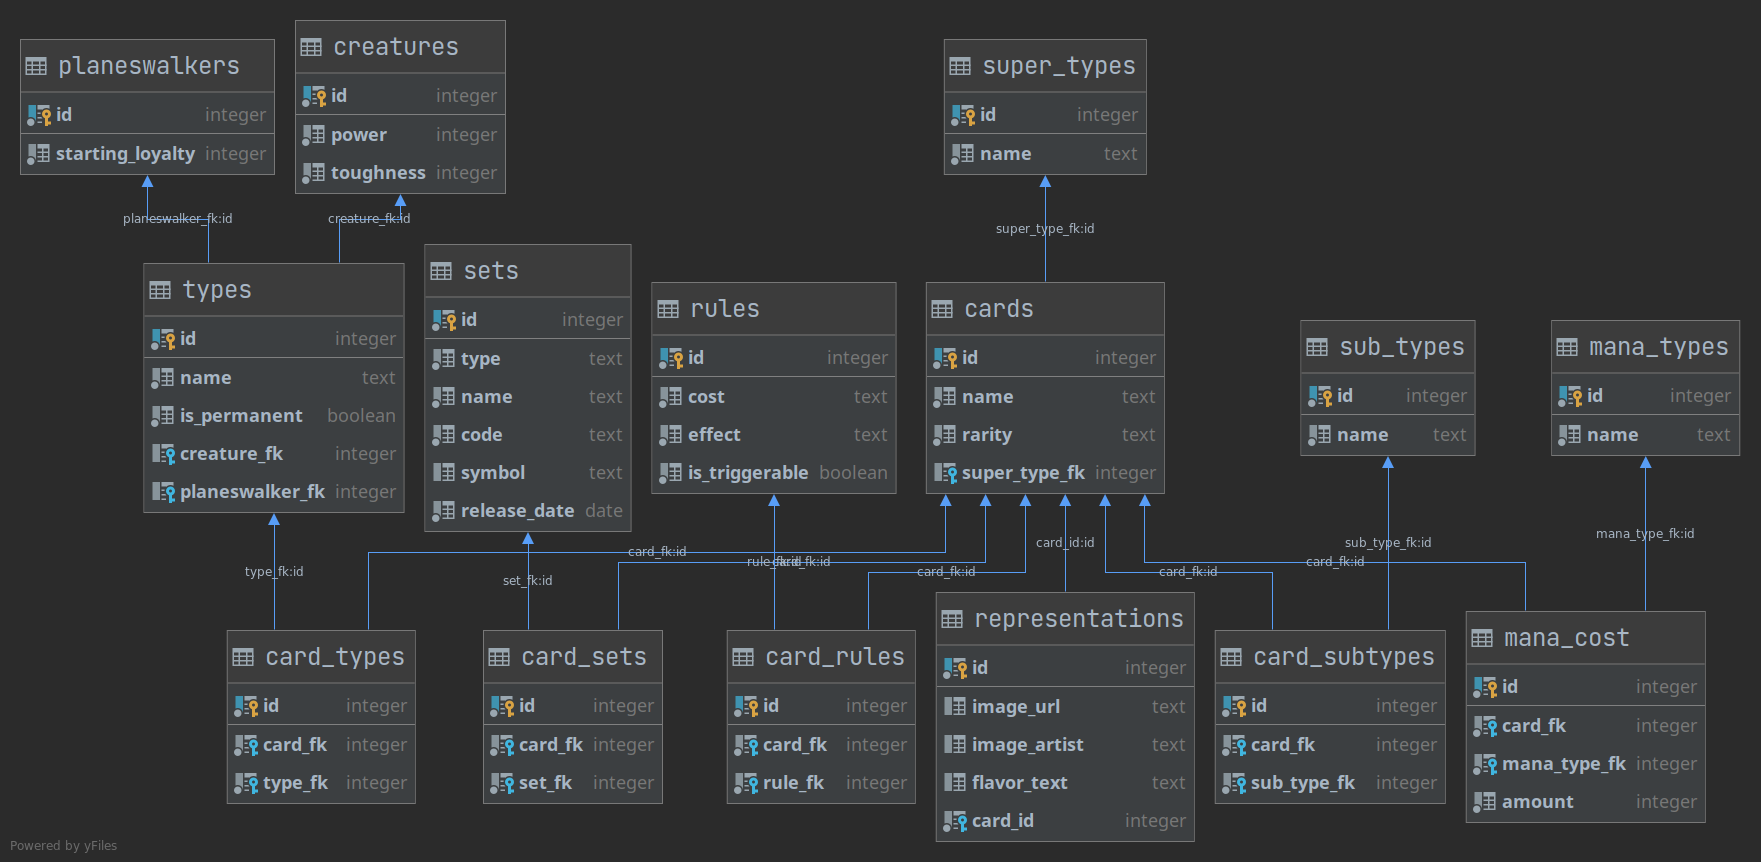 planeswalkers
id integer
starting_loyalty integer
creatures
id integer
power integer
toughness integer
super_types
id integer
name text
planeswalker_fk:id
creature_fk:id
super_type_fk:id
types
id integer
name text
is_permanent boolean
creature_fk integer
planeswalker_fk integer
sets
id integer
type text
name text
code text
symbol text
release_date date
rules
id integer
cost text
effect text
is_triggerable boolean
cards
id integer
name text
rarity text
super_type_fk integer
sub_types
id integer
name text
mana_types
id integer
name text
type_fk:id
card_fk:id
set_fk:id
rule_fk:id
card_fk:id
card_fk:id
card_id:id
card_fk:id
sub_type_fk:id
card_fk:id
mana_type_fk:id
card_types
id integer
card_fk integer
type_fk integer
card_sets
id integer
card_fk integer
set_fk integer
card_rules
id integer
card_fk integer
rule_fk integer
representations
id integer
image_url text
image_artist text
flavor_text text
card_id integer
card_subtypes
id integer
card_fk integer
sub_type_fk integer
mana_cost
id integer
card_fk integer
mana_type_fk integer
amount integer
Powered by yFiles